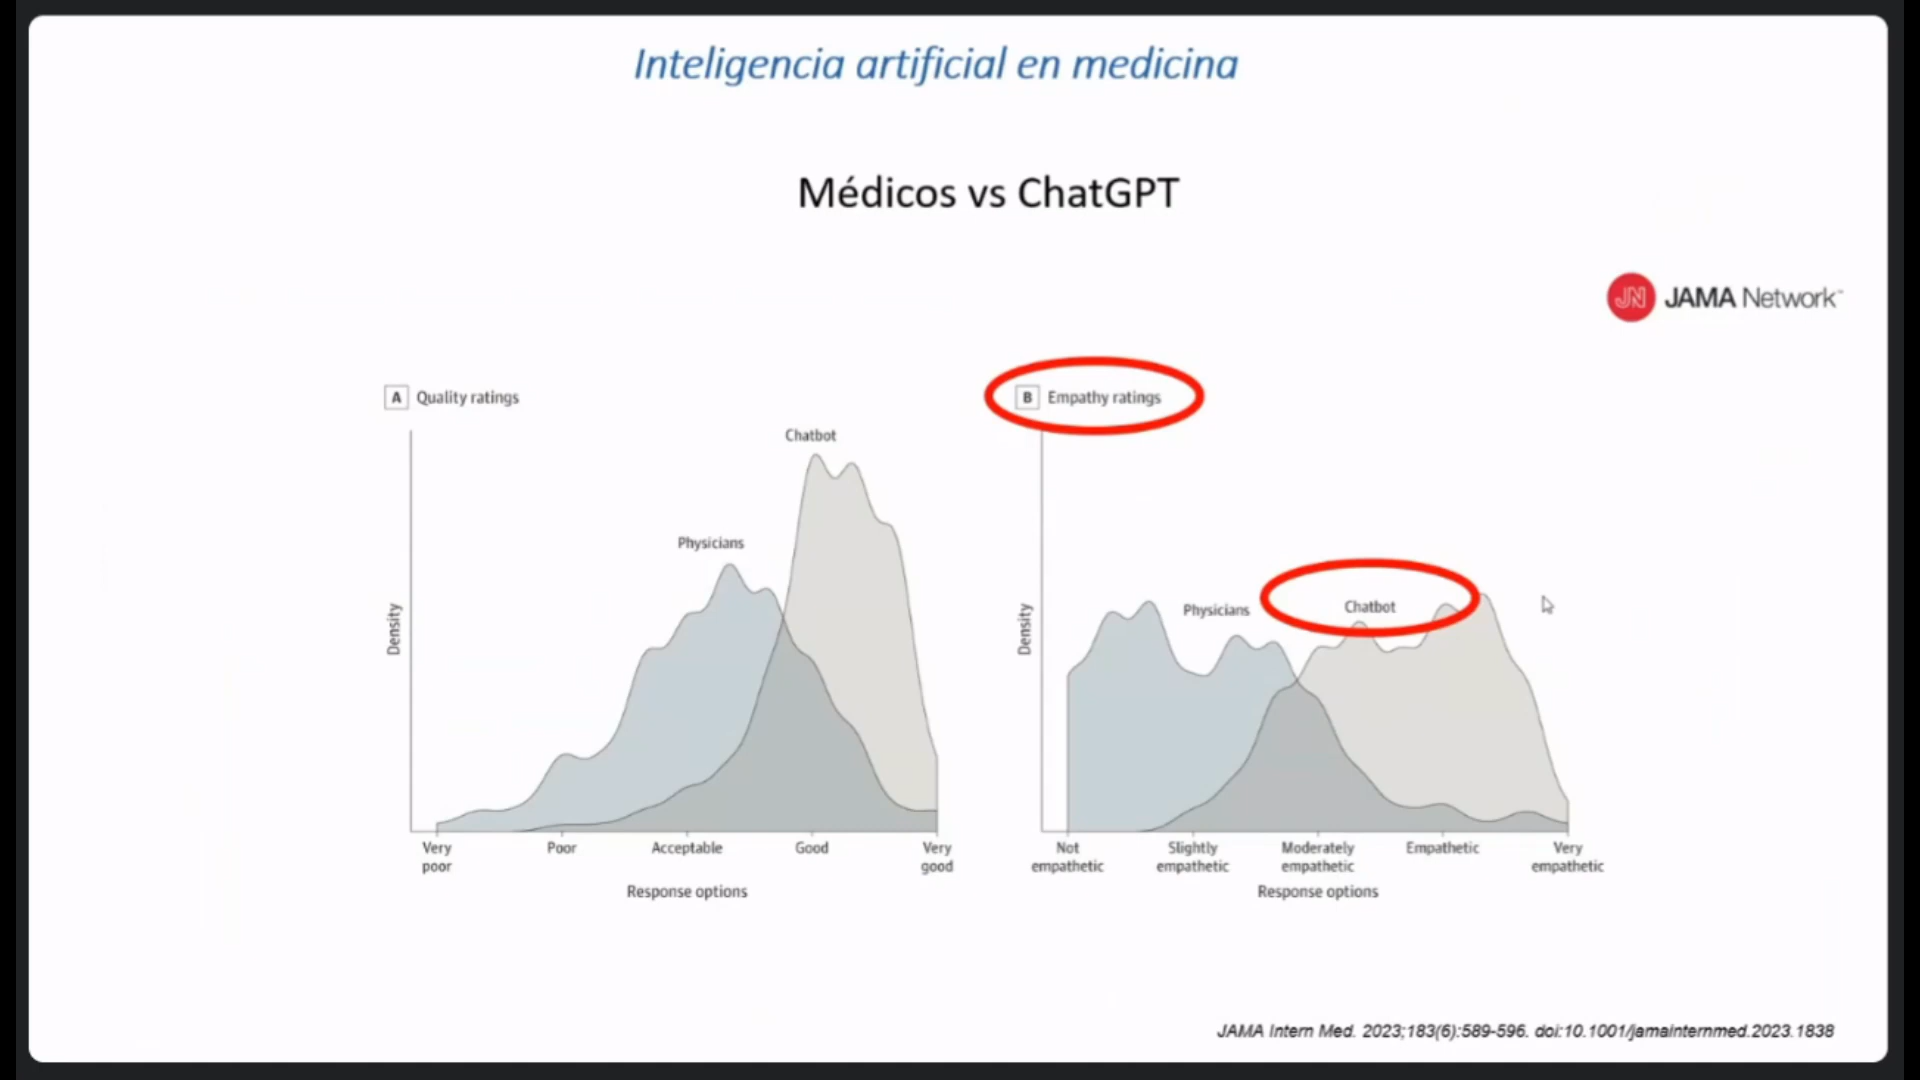 Inteligencia artificial en medicina
Médicos vs ChatGPT
JN JAMA Network™
A Quality ratings
Chatbot
Physicians
Density
Very poor
Poor
Acceptable
Good
Very good
Response options
B Empathy ratings
Physicians
Chatbot
Density
Not empathetic
Slightly empathetic
Moderately empathetic
Empathetic
Very empathetic
Response options
JAMA Intern Med. 2023;183(6):589-596. doi:10.1001/jamainternmed.2023.1838